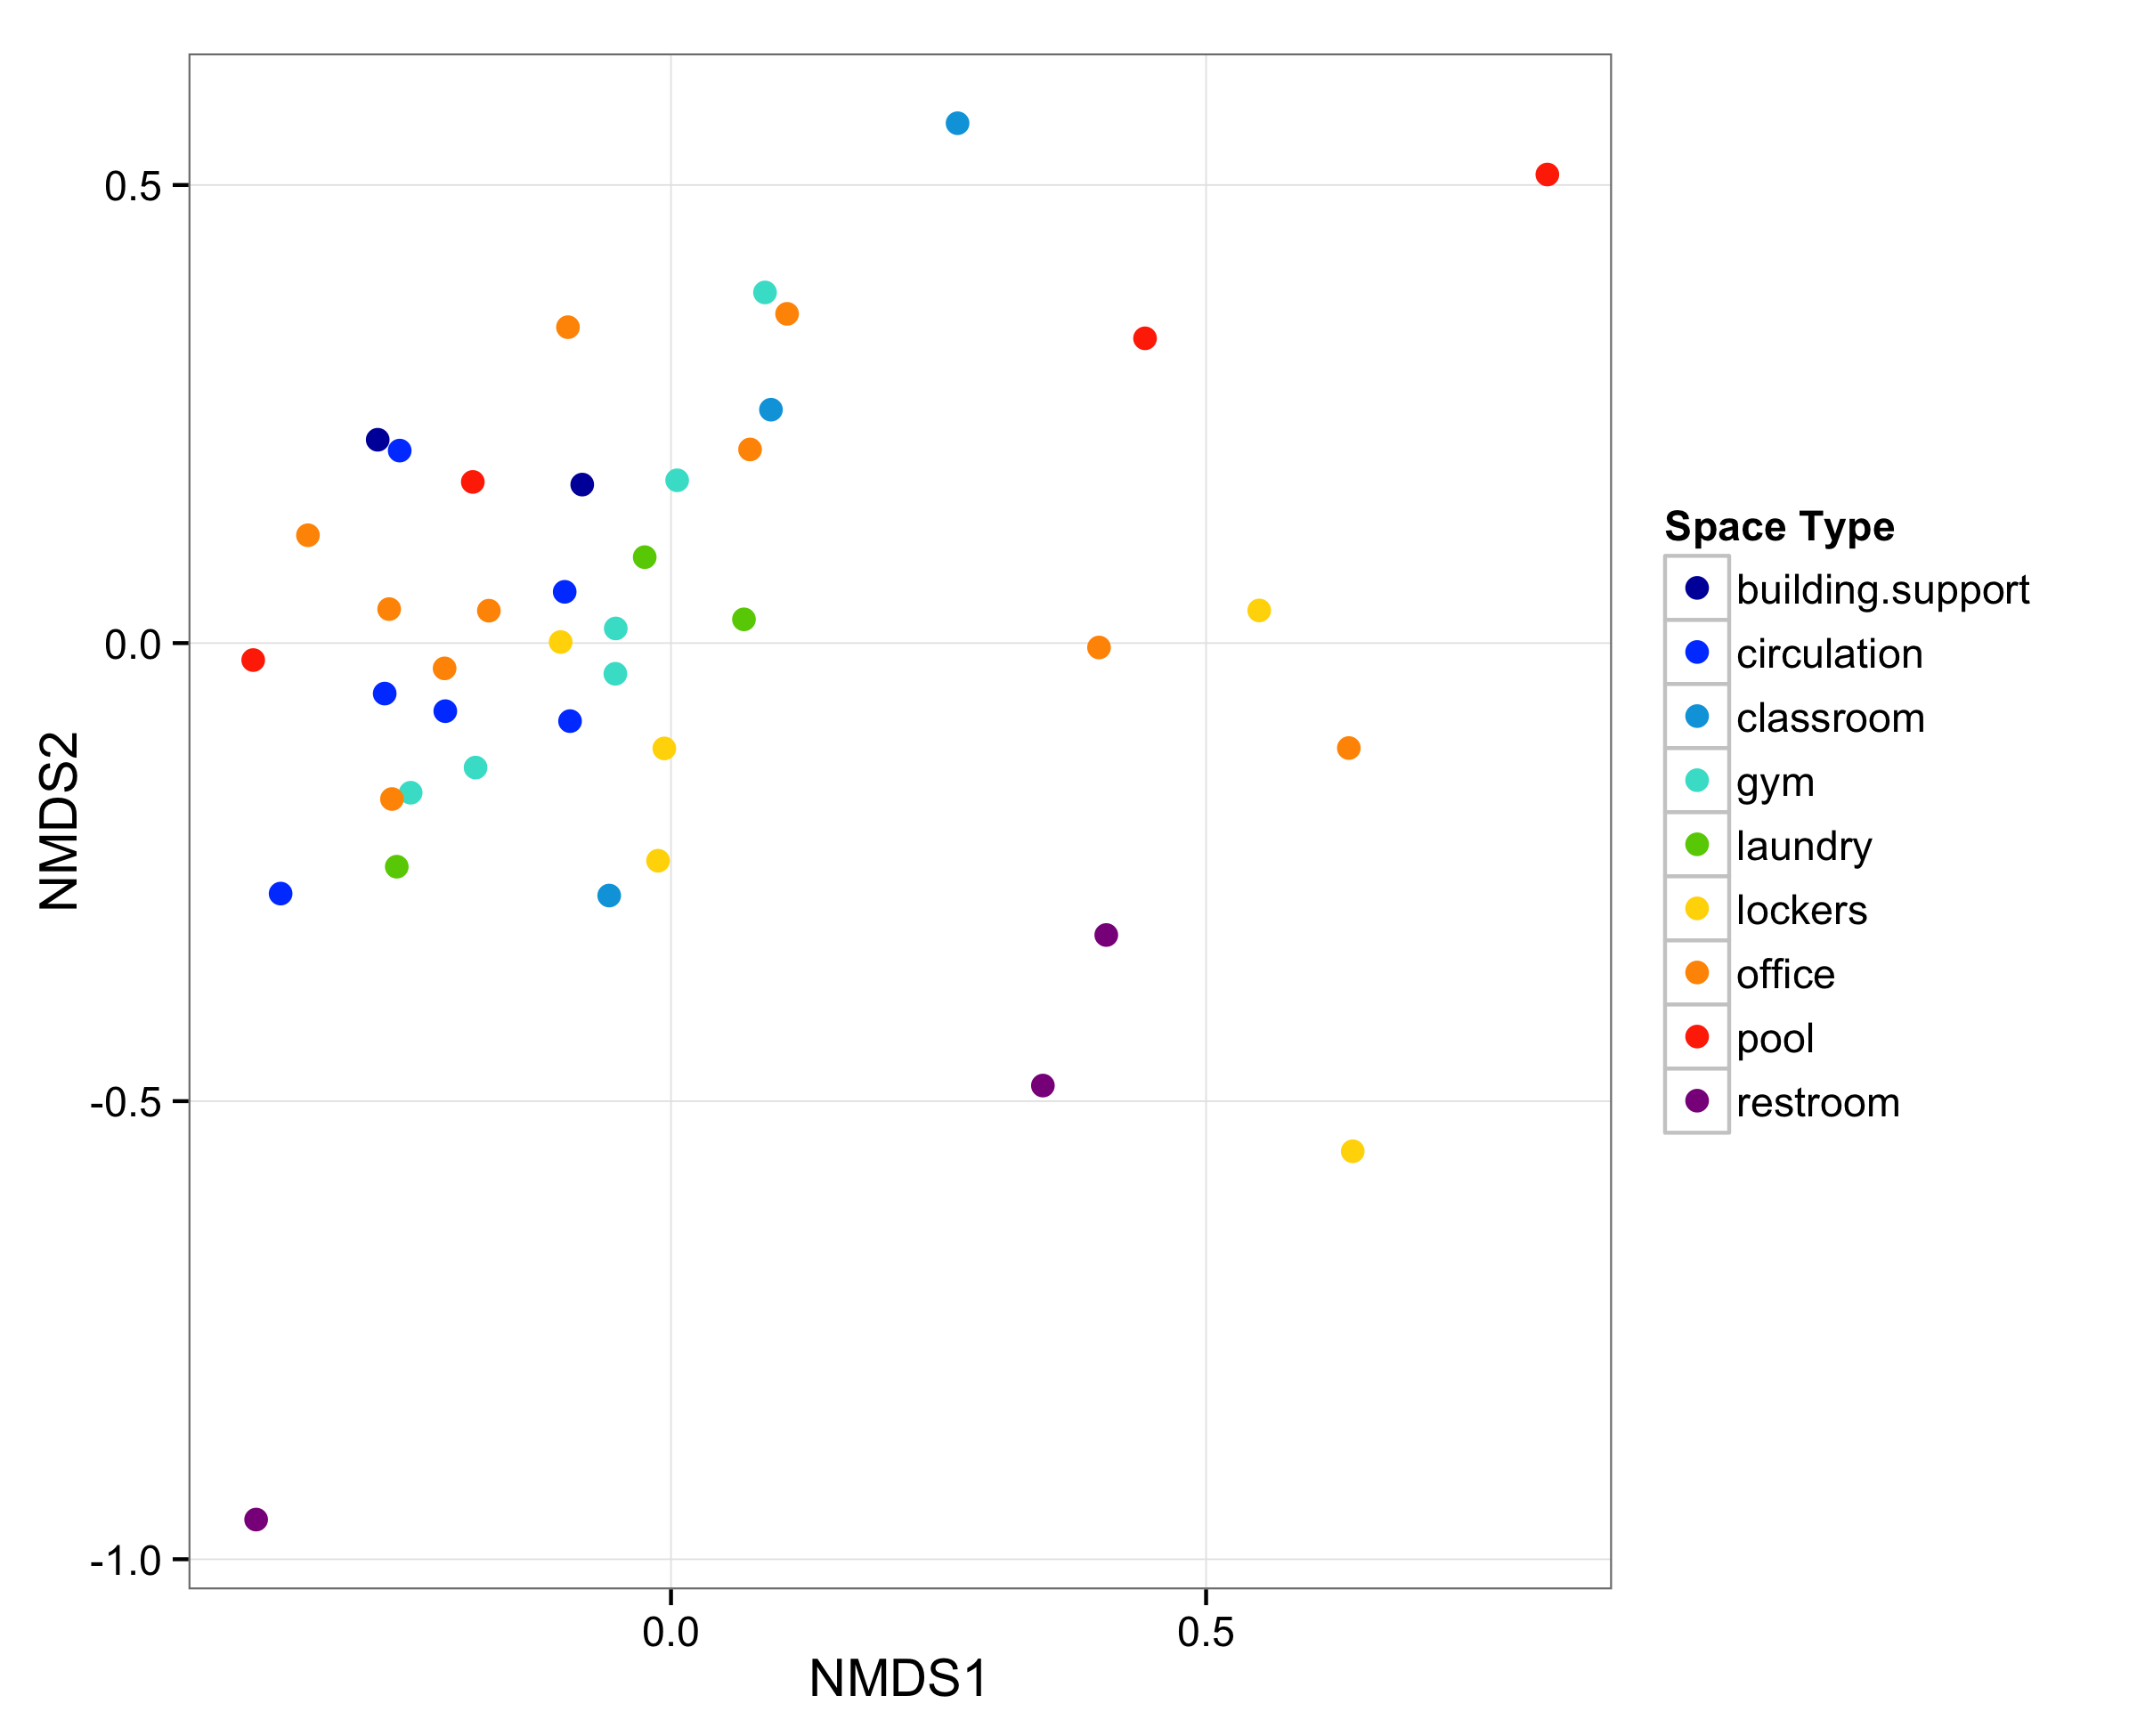 0.5
0.0
-0.5
-1.0
NMDS2
0.0
0.5
NMDS1
Space Type
building.support
circulation
classroom
gym
laundry
lockers
office
pool
restroom